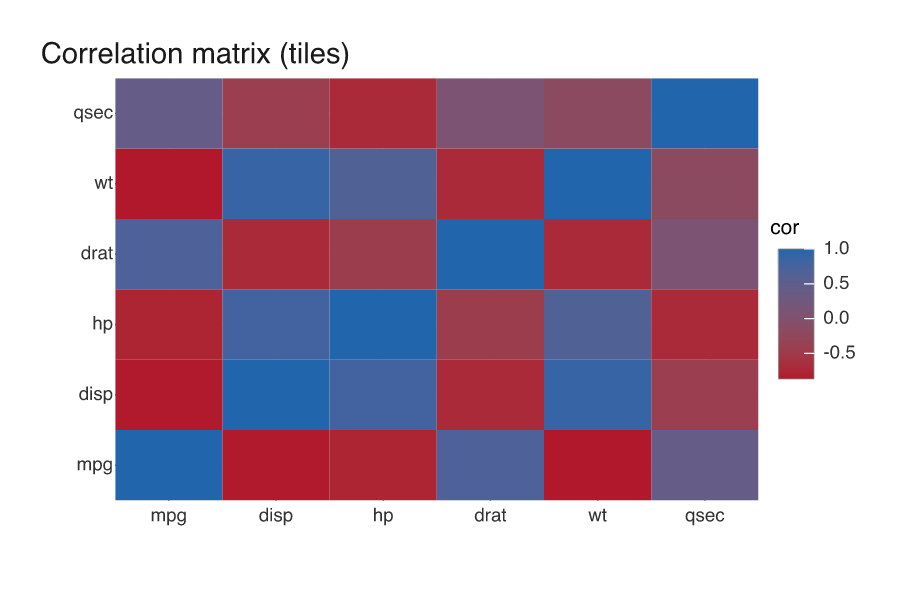 Correlation matrix (tiles)
qsec
wt
drat
hp
disp
mpg
mpg disp hp drat wt qsec
cor
1.0
0.5
0.0
-0.5